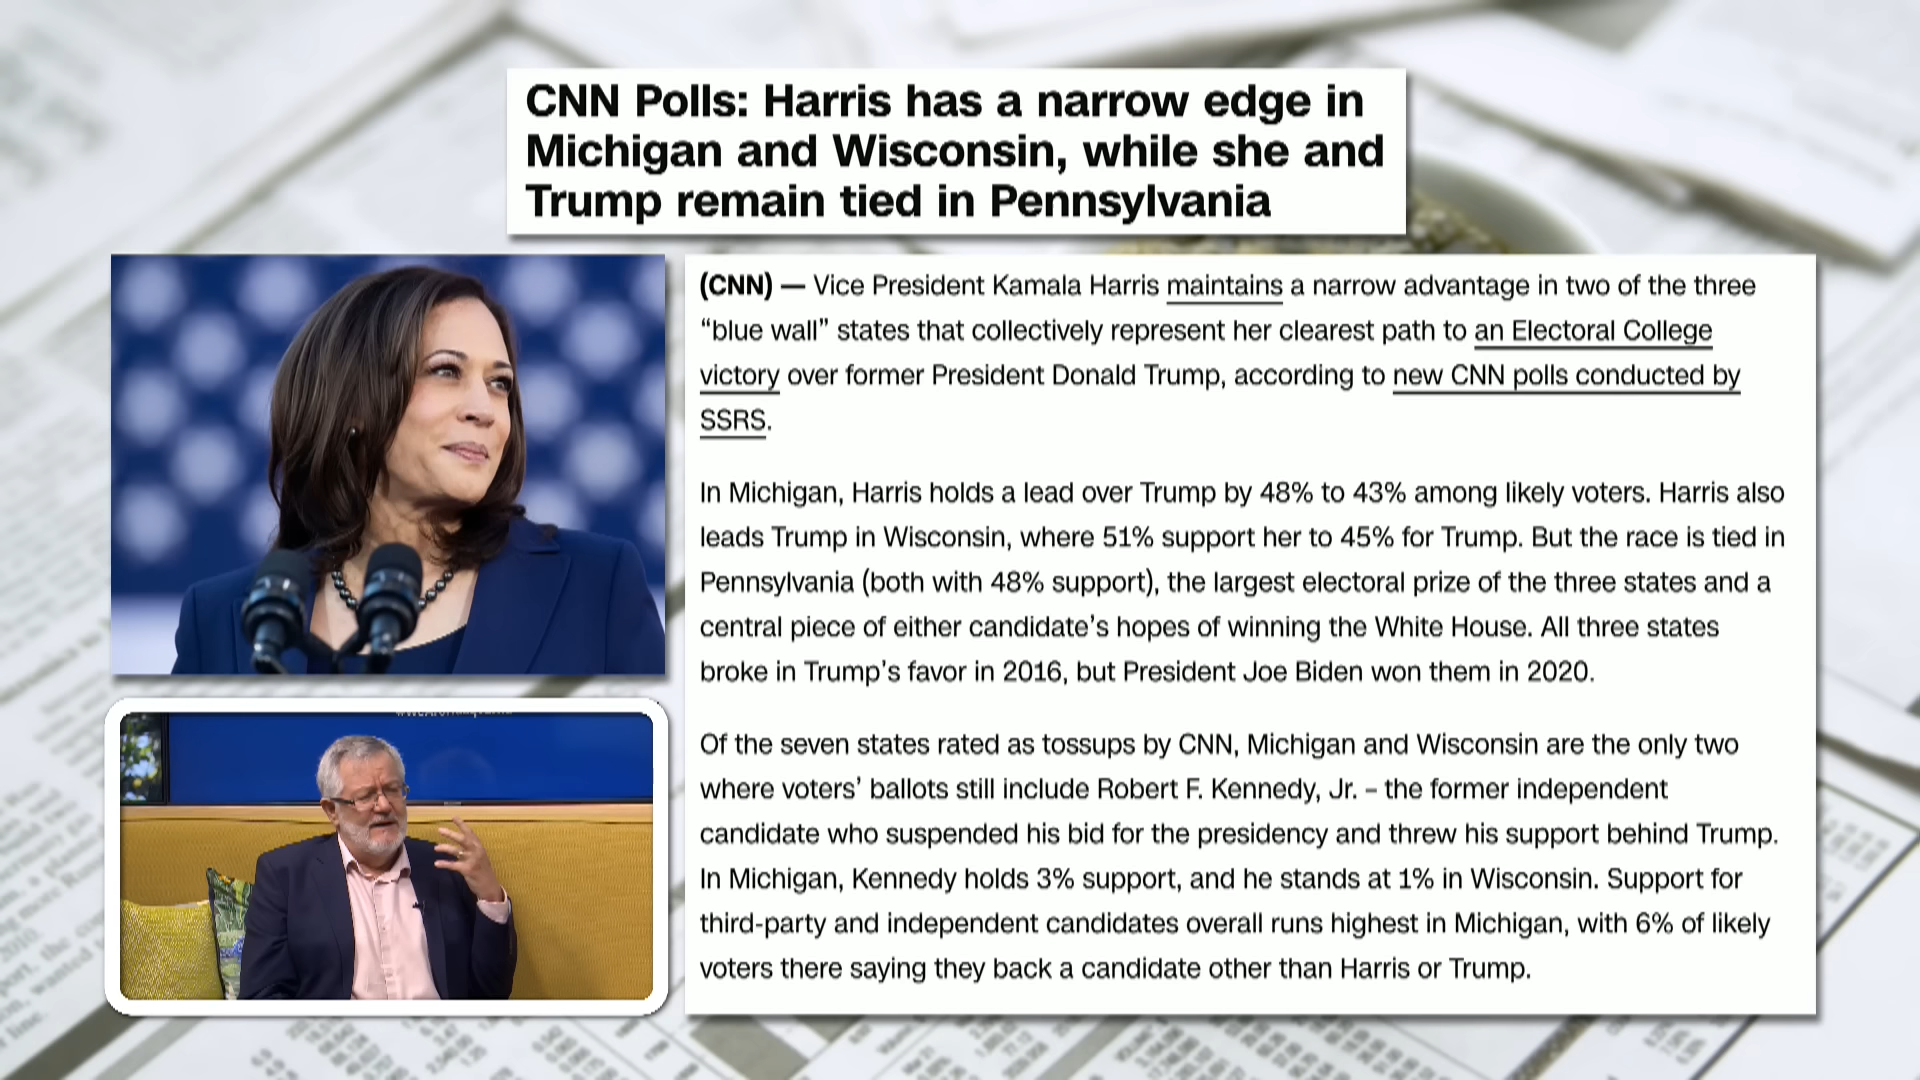 CNN Polls: Harris has a narrow edge in
Michigan and Wisconsin, while she and
Trump remain tied in Pennsylvania
(CNN) — Vice President Kamala Harris maintains a narrow advantage in two of the three
“blue wall” states that collectively represent her clearest path to an Electoral College
victory over former President Donald Trump, according to new CNN polls conducted by
SSRS.
In Michigan, Harris holds a lead over Trump by 48% to 43% among likely voters. Harris also
leads Trump in Wisconsin, where 51% support her to 45% for Trump. But the race is tied in
Pennsylvania (both with 48% support), the largest electoral prize of the three states and a
central piece of either candidate’s hopes of winning the White House. All three states
broke in Trump’s favor in 2016, but President Joe Biden won them in 2020.
Of the seven states rated as tossups by CNN, Michigan and Wisconsin are the only two
where voters’ ballots still include Robert F. Kennedy, Jr. – the former independent
candidate who suspended his bid for the presidency and threw his support behind Trump.
In Michigan, Kennedy holds 3% support, and he stands at 1% in Wisconsin. Support for
third-party and independent candidates overall runs highest in Michigan, with 6% of likely
voters there saying they back a candidate other than Harris or Trump.